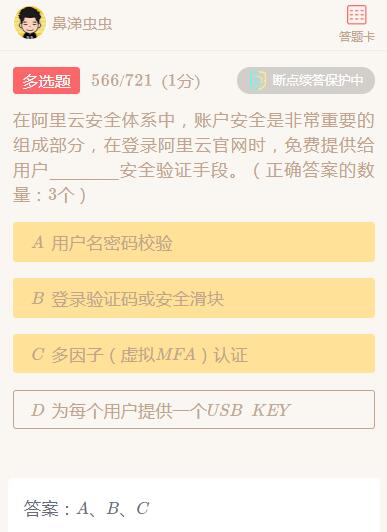 鼻涕虫虫
答题卡
多选题 566/721 (1分) 断点续答保护中
在阿里云安全体系中，账户安全是非常重要的
组成部分，在登录阿里云官网时，免费提供给
用户________安全验证手段。（正确答案的数
量：3个）
A 用户名密码校验
B 登录验证码或安全滑块
C 多因子（虚拟MFA）认证
D 为每个用户提供一个USB KEY
答案：A、B、C